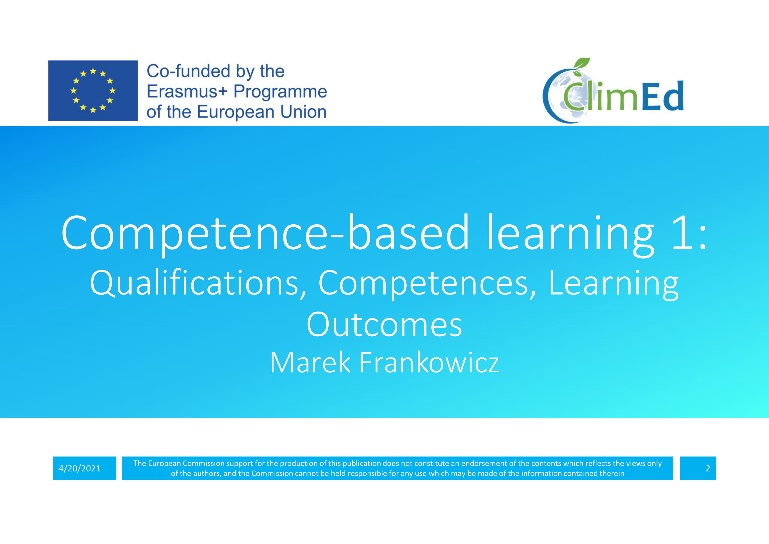 Co-funded by the
Erasmus+ Programme
of the European Union
ClimEd
Competence-based learning 1:
Qualifications, Competences, Learning
Outcomes
Marek Frankowicz
4/20/2021
The European Commission support for the production of this publication does not constitute an endorsement of the contents which reflects the views only
of the authors, and the Commission cannot be held responsible for any use which may be made of the information contained therein
2